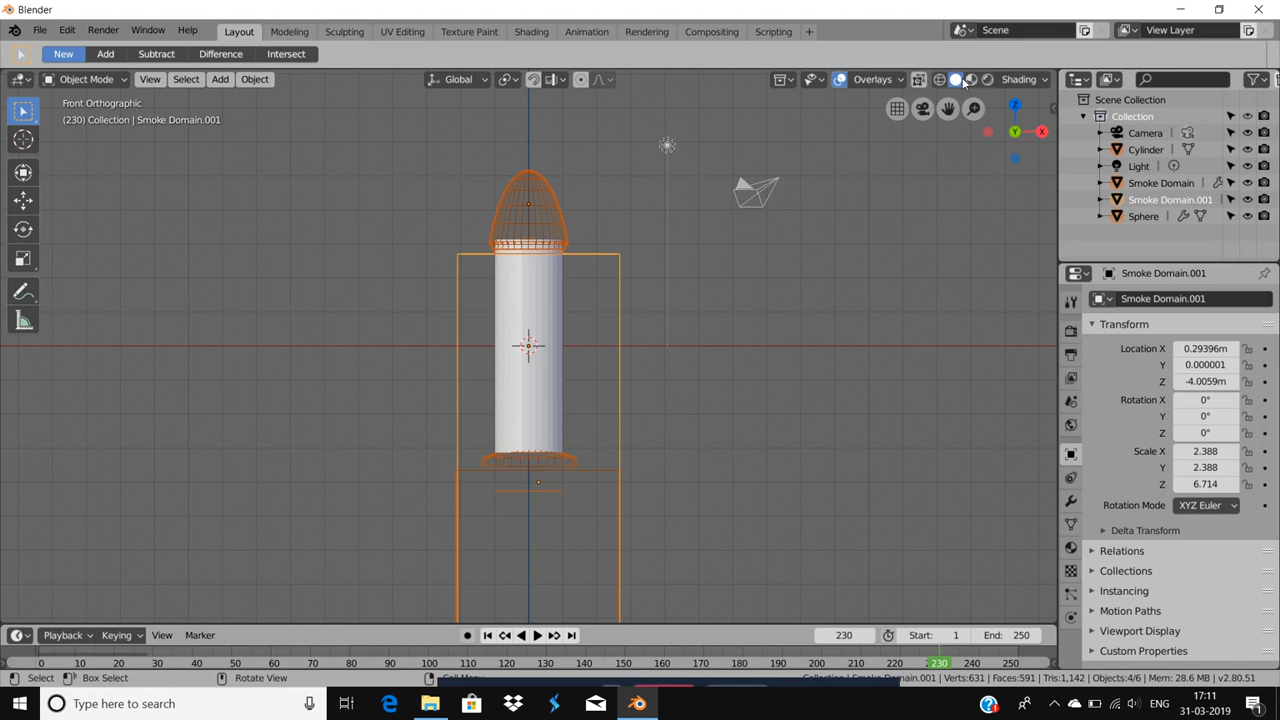 Blender
File Edit Render Window Help Layout Modeling Sculpting UV Editing Texture Paint Shading Animation Rendering Compositing Scripting + Scene View Layer
New Add Subtract Difference Intersect
Object Mode View Select Add Object Global Overlays Shading
Front Orthographic
(230) Collection | Smoke Domain.001
Z
Y X
Scene Collection
Collection
Camera
Cylinder
Light
Smoke Domain
Smoke Domain.001
Sphere
Smoke Domain.001
Smoke Domain.001
Transform
Location X 0.29396m
Y 0.000001
Z -4.0059m
Rotation X 0°
Y 0°
Z 0°
Scale X 2.388
Y 2.388
Z 6.714
Rotation Mode XYZ Euler
Delta Transform
Relations
Collections
Instancing
Motion Paths
Viewport Display
Custom Properties
Playback Keying View Marker 230 Start: 1 End: 250
0 10 20 30 40 50 60 70 80 90 100 110 120 130 140 150 160 170 180 190 200 210 220 230 240 250
Select Box Select Rotate View Call Menu Collection | Smoke Domain.001 | Verts:631 | Faces:591 | Tris:1,142 | Objects:4/6 | Mem: 28.6 MB | v2.80.51
Type here to search ENG 17:11
31-03-2019 1